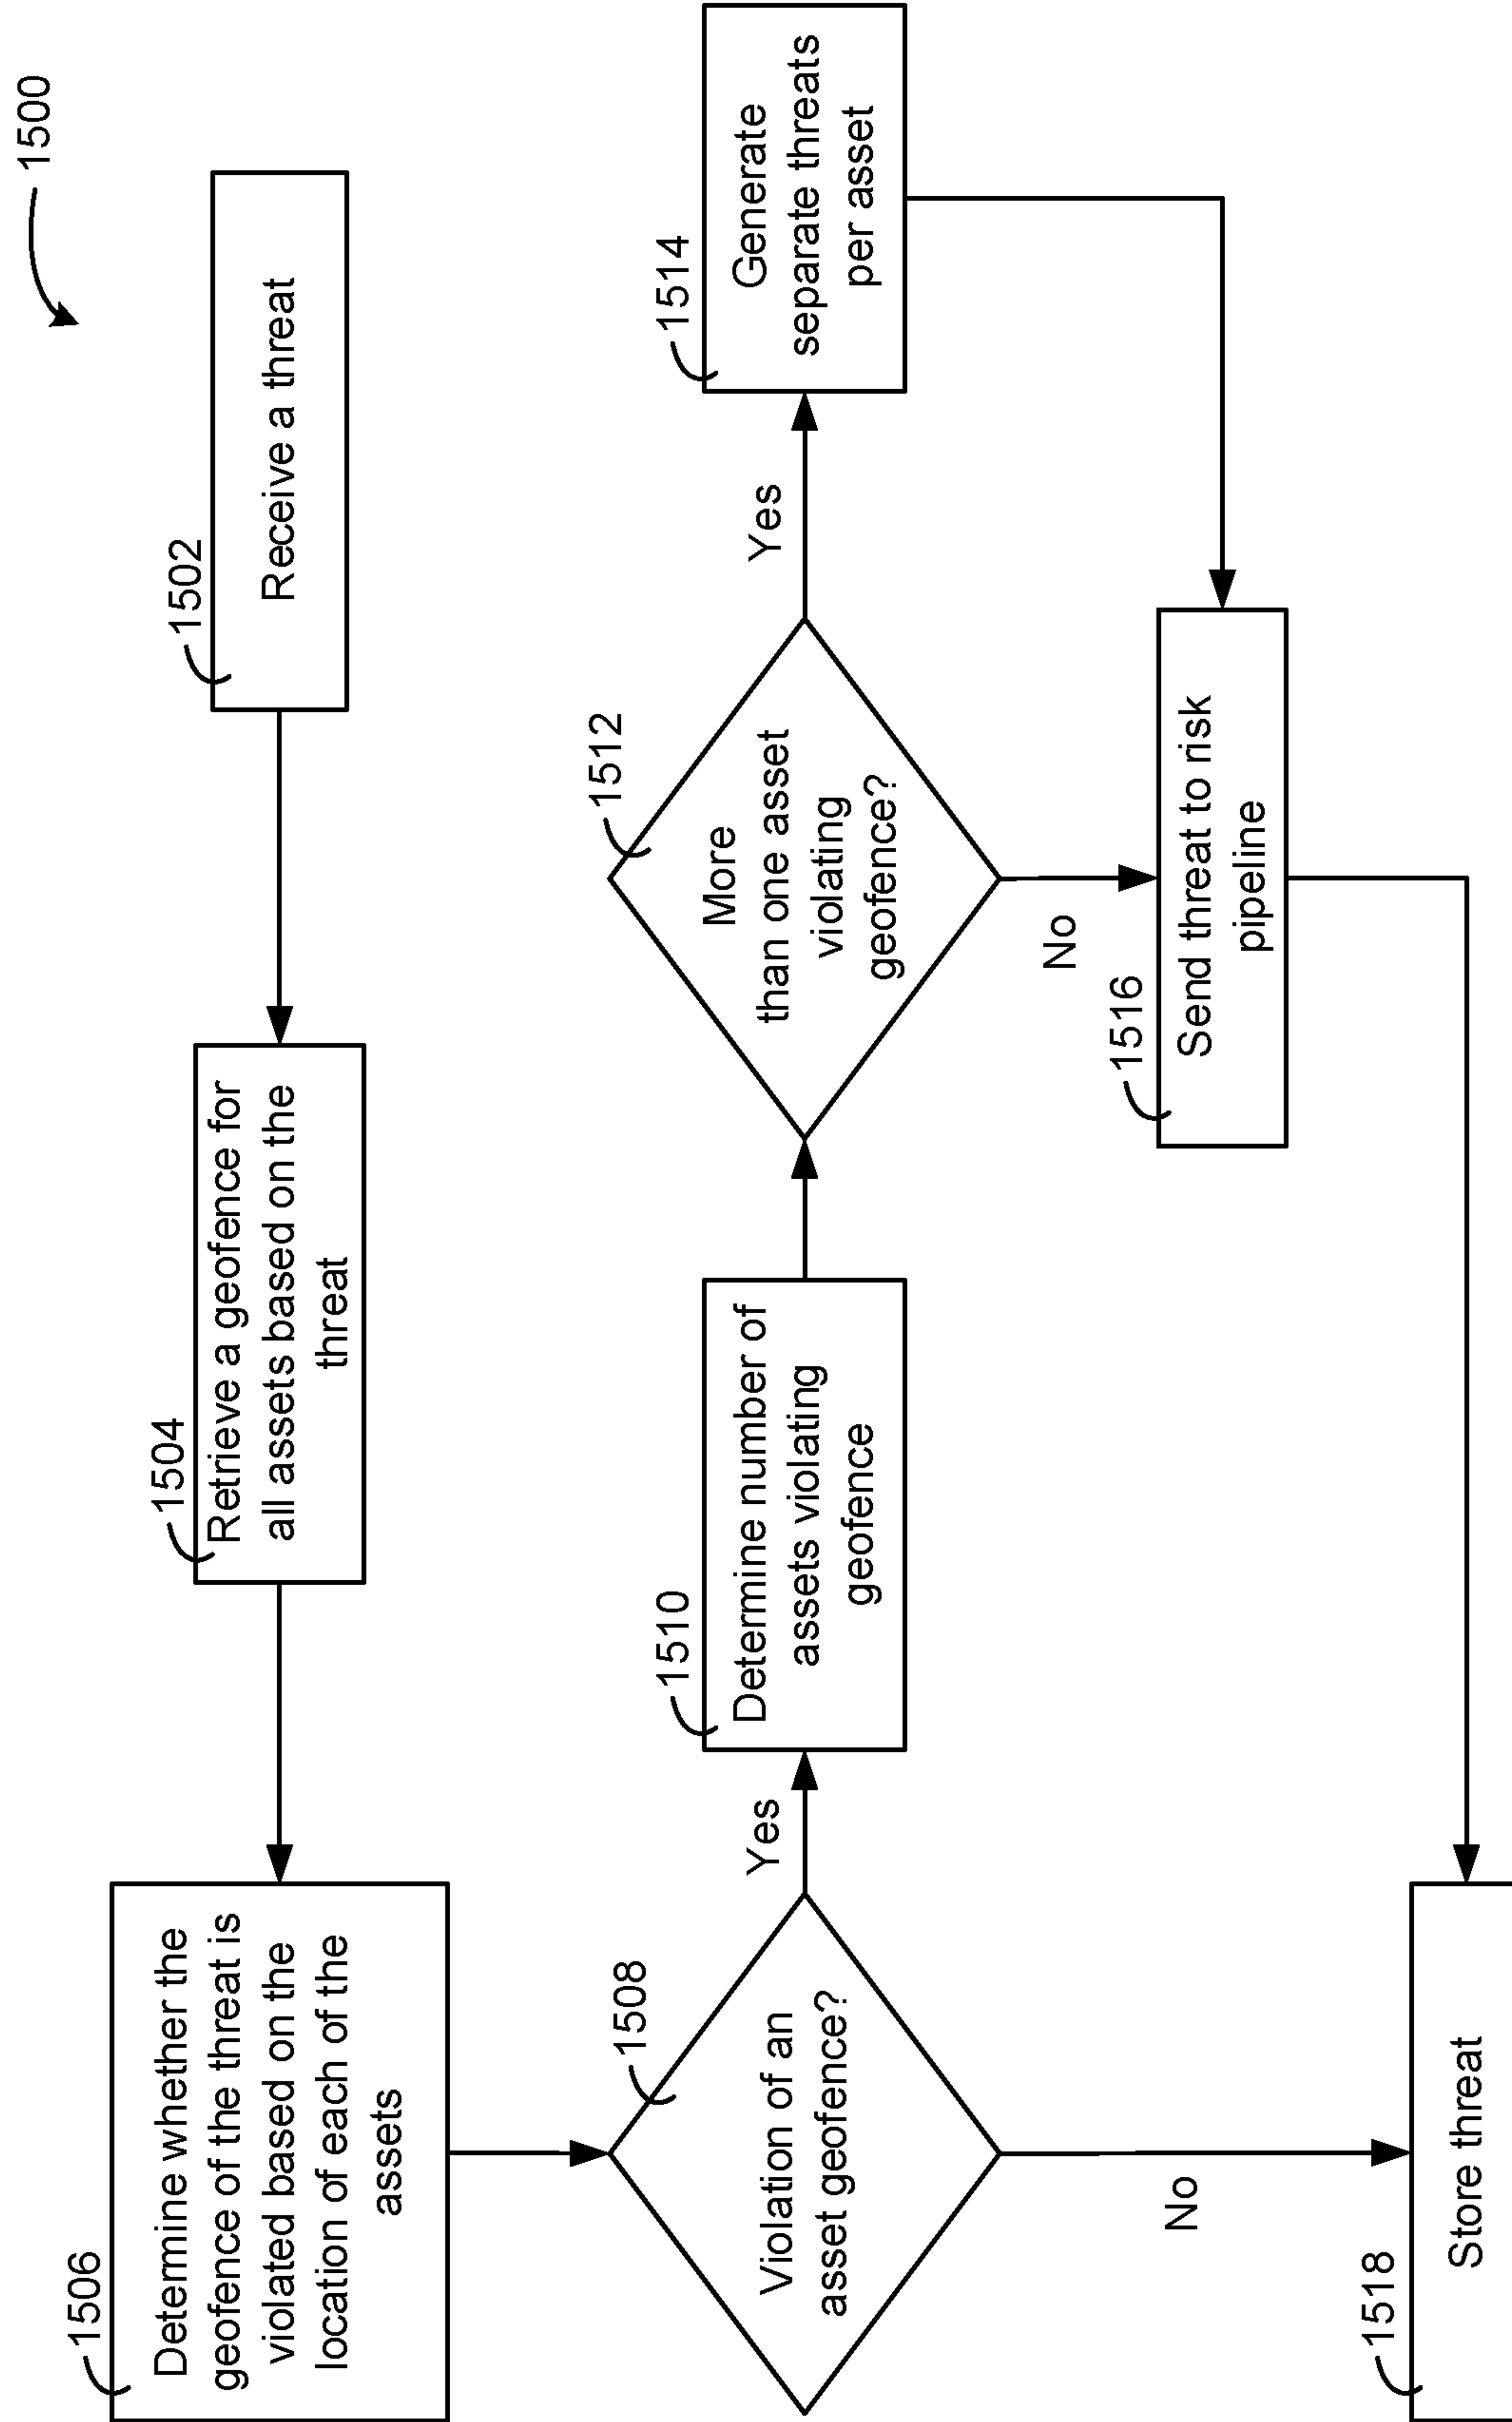 1500
1502
Receive a threat
1504
Retrieve a geofence for
all assets based on the
threat
1506
Determine whether the
geofence of the threat is
violated based on the
location of each of the
assets
1508
Violation of an
asset geofence?
Yes
No
1510
Determine number of
assets violating
geofence
1512
More
than one asset
violating
geofence?
Yes
No
1514
Generate
separate threats
per asset
1516
Send threat to risk
pipeline
1518
Store threat